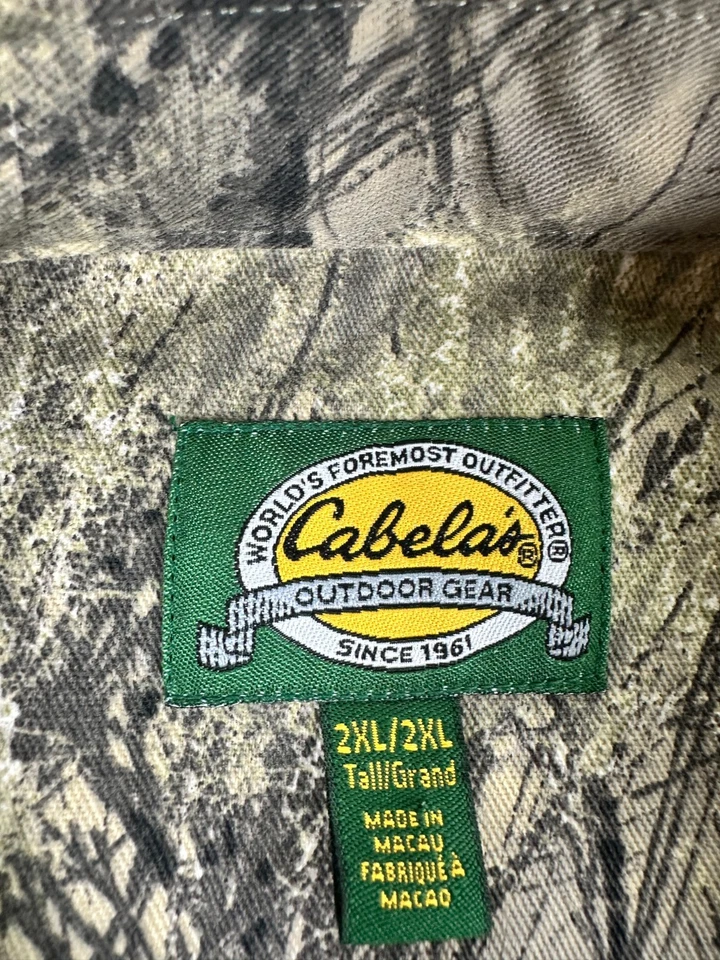 WORLD'S FOREMOST OUTFITTER®
Cabela's®
OUTDOOR GEAR
SINCE 1961
2XL/2XL
Tall/Grand
MADE IN
MACAU
FABRIQUÉ À
MACAO